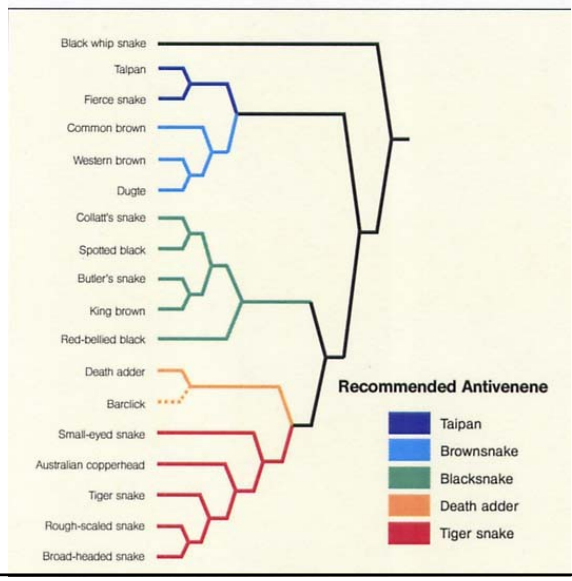 Black whip snake
Taipan
Fierce snake
Common brown
Western brown
Dugte
Collatt's snake
Spotted black
Butler's snake
King brown
Red-bellied black
Death adder
Barclick
Small-eyed snake
Australian copperhead
Tiger snake
Rough-scaled snake
Broad-headed snake
Recommended Antivenene
Taipan
Brownsnake
Blacksnake
Death adder
Tiger snake